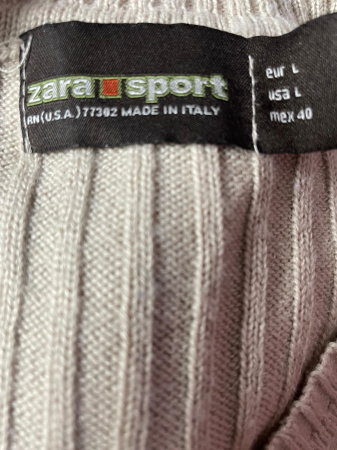 zara sport
RN(U.S.A.)77302 MADE IN ITALY
eur L
usa L
mex 40